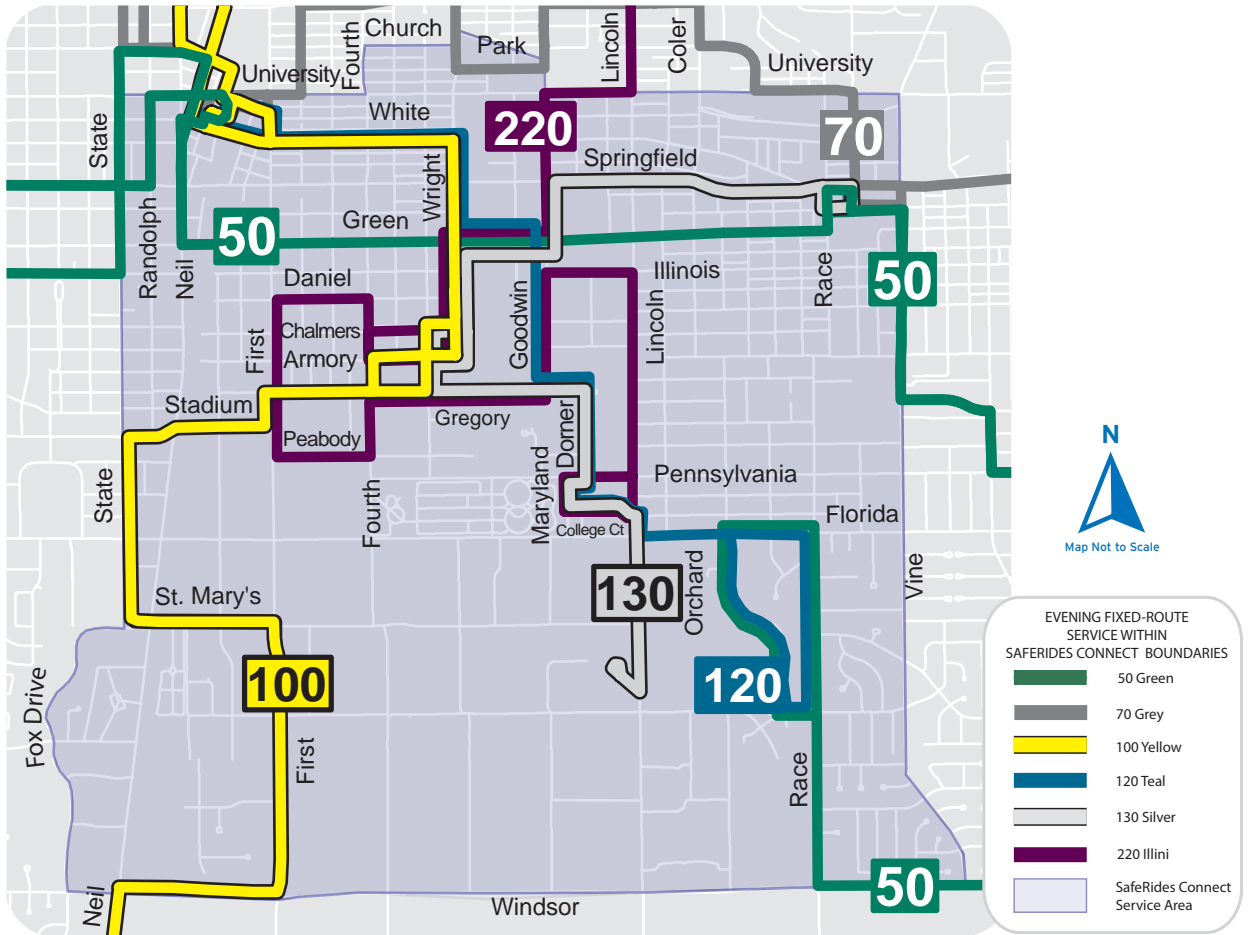 Church
Park
Fourth
Lincoln
Coler
University
University
White
220
70
State
Springfield
Wright
Green
50
Randolph
Neil
Daniel
Illinois
Race
50
First
Chalmers
Armory
Goodwin
Lincoln
Stadium
Gregory
Peabody
Dorner
Maryland
Pennsylvania
State
Fourth
College Ct
Florida
N
Map Not to Scale
Vine
Orchard
130
St. Mary's
100
120
Fox Drive
First
Race
50
Neil
Windsor
EVENING FIXED-ROUTE
SERVICE WITHIN
SAFERIDES CONNECT BOUNDARIES
50 Green
70 Grey
100 Yellow
120 Teal
130 Silver
220 Illini
SafeRides Connect
Service Area